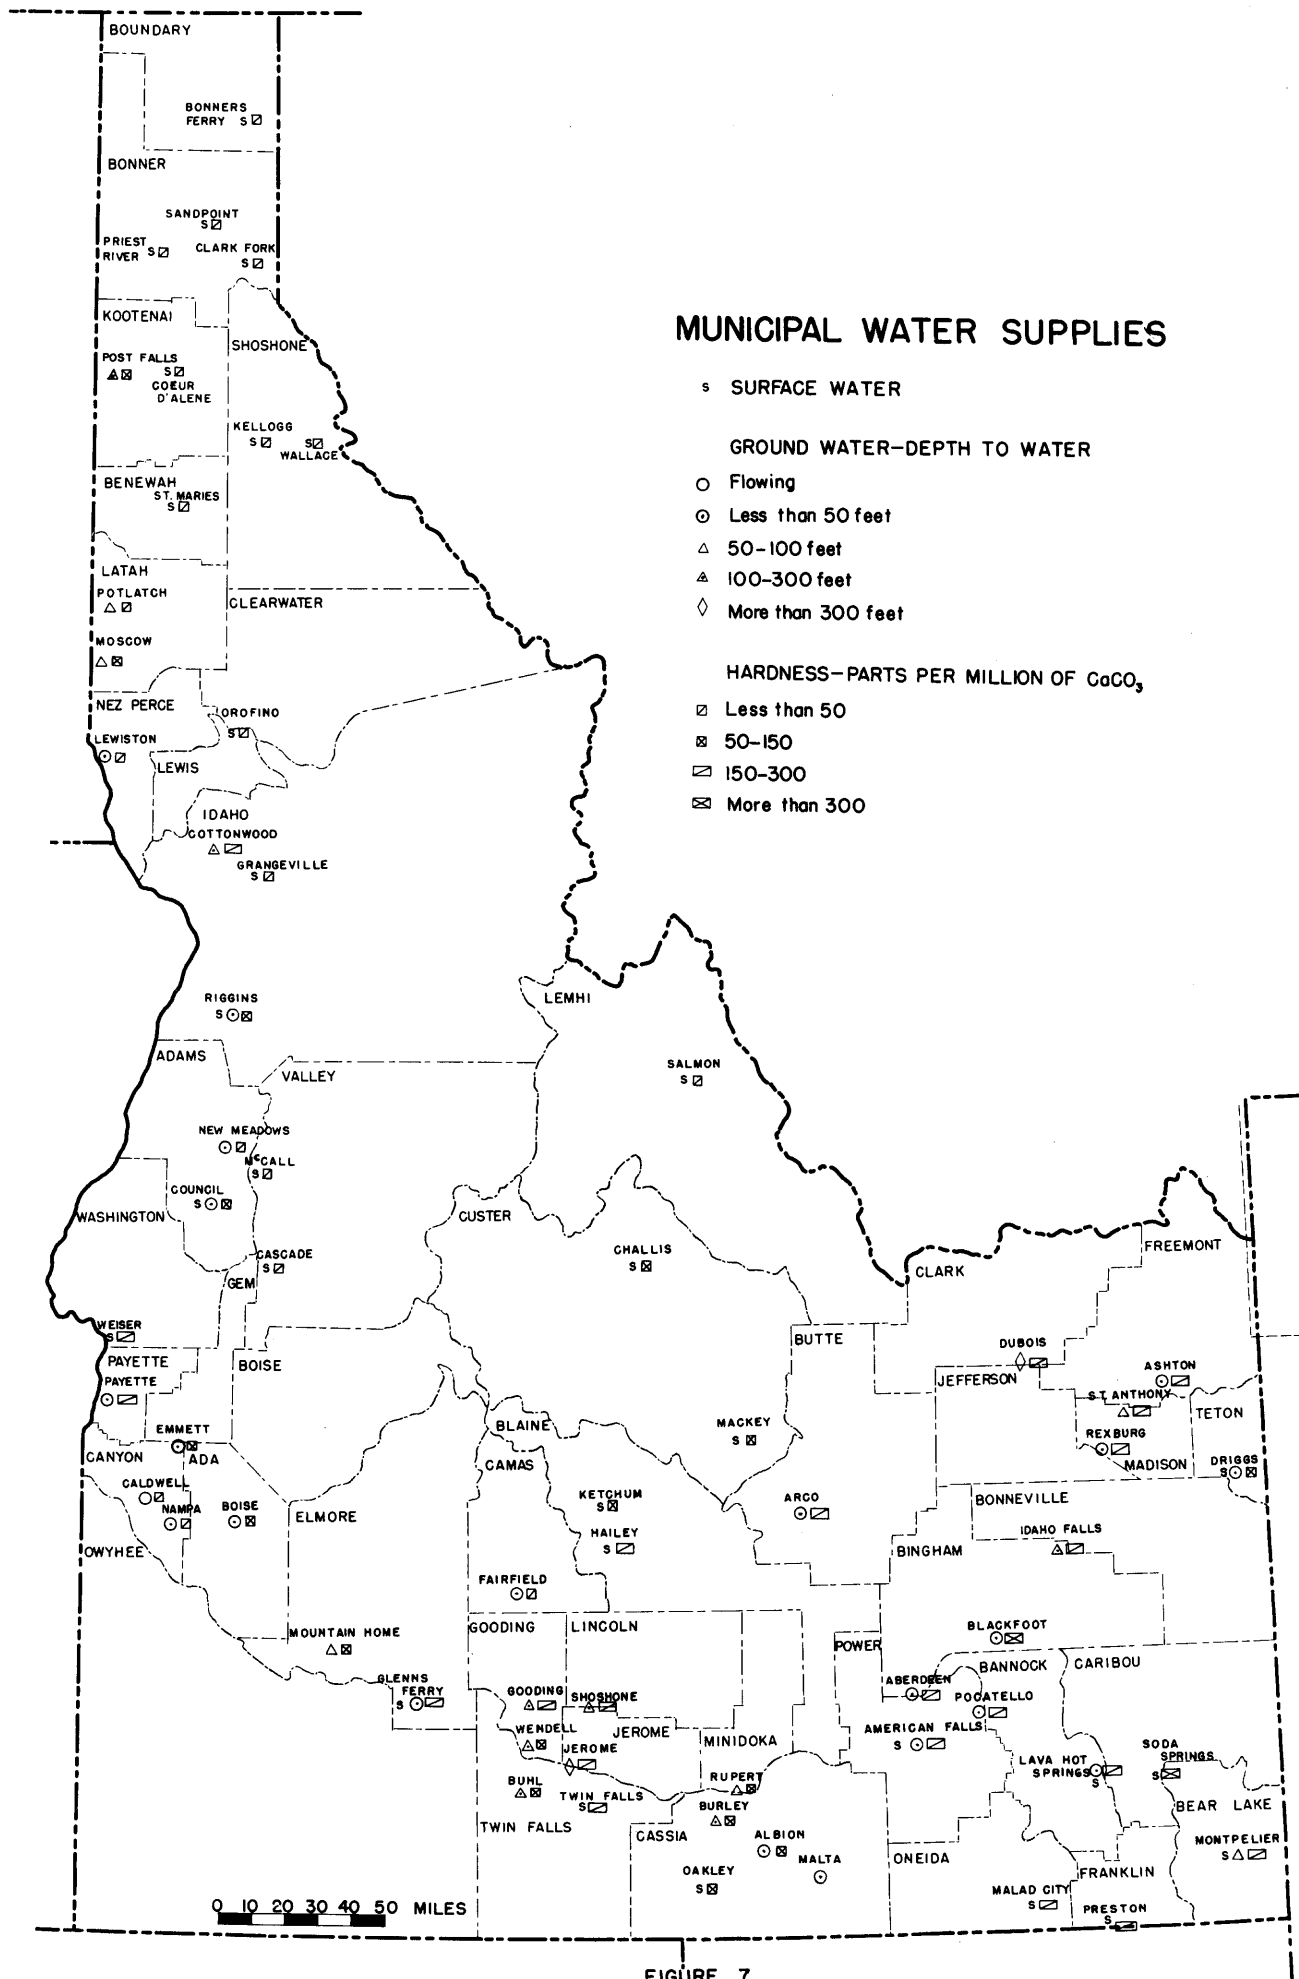 BOUNDARY
BONNERS
FERRY S
BONNER
SANDPOINT
S
PRIEST
RIVER S
CLARK FORK
S
KOOTENAI
SHOSHONE
POST FALLS
S
COEUR
D'ALENE
KELLOGG
S
S
WALLACE
BENEWAH
ST. MARIES
S
LATAH
POTLATCH
CLEARWATER
MOSCOW
NEZ PERCE
OROFINO
S
LEWISTON
LEWIS
IDAHO
COTTONWOOD
GRANGEVILLE
S
MUNICIPAL WATER SUPPLIES
S SURFACE WATER
GROUND WATER-DEPTH TO WATER
Flowing
Less than 50 feet
50-100 feet
100-300 feet
More than 300 feet
HARDNESS-PARTS PER MILLION OF CaCO₃
Less than 50
50-150
150-300
More than 300
RIGGINS
S
LEMHI
ADAMS
VALLEY
SALMON
S
NEW MEADOWS
McCALL
S
COUNCIL
S
WASHINGTON
CUSTER
CASCADE
S
GEM
CHALLIS
S
CLARK
FREEMONT
WEISER
S
PAYETTE
PAYETTE
BOISE
BUTTE
DUBOIS
JEFFERSON
ASHTON
ST. ANTHONY
TETON
EMMETT
CANYON
ADA
BLAINE
MACKEY
S
REXBURG
MADISON
DRIGGS
S
CALDWELL
NAMPA
BOISE
ELMORE
CAMAS
KETCHUM
S
HAILEY
S
ARCO
BONNEVILLE
IDAHO FALLS
BINGHAM
OWYHEE
FAIRFIELD
GOODING
LINCOLN
MOUNTAIN HOME
POWER
BLACKFOOT
BANNOCK
CARIBOU
GLENNS
FERRY
S
GOODING
SHOSHONE
ABERDEEN
POCATELLO
WENDELL
JEROME
JEROME
MINIDOKA
AMERICAN FALLS
S
LAVA HOT
SPRINGS
S
SODA
SPRINGS
S
BUHL
TWIN FALLS
S
RUPERT
BURLEY
BEAR LAKE
TWIN FALLS
CASSIA
ALBION
MALTA
ONEIDA
MONTPELIER
S
OAKLEY
S
FRANKLIN
MALAD CITY
S
PRESTON
S
0 10 20 30 40 50 MILES
FIGURE 7